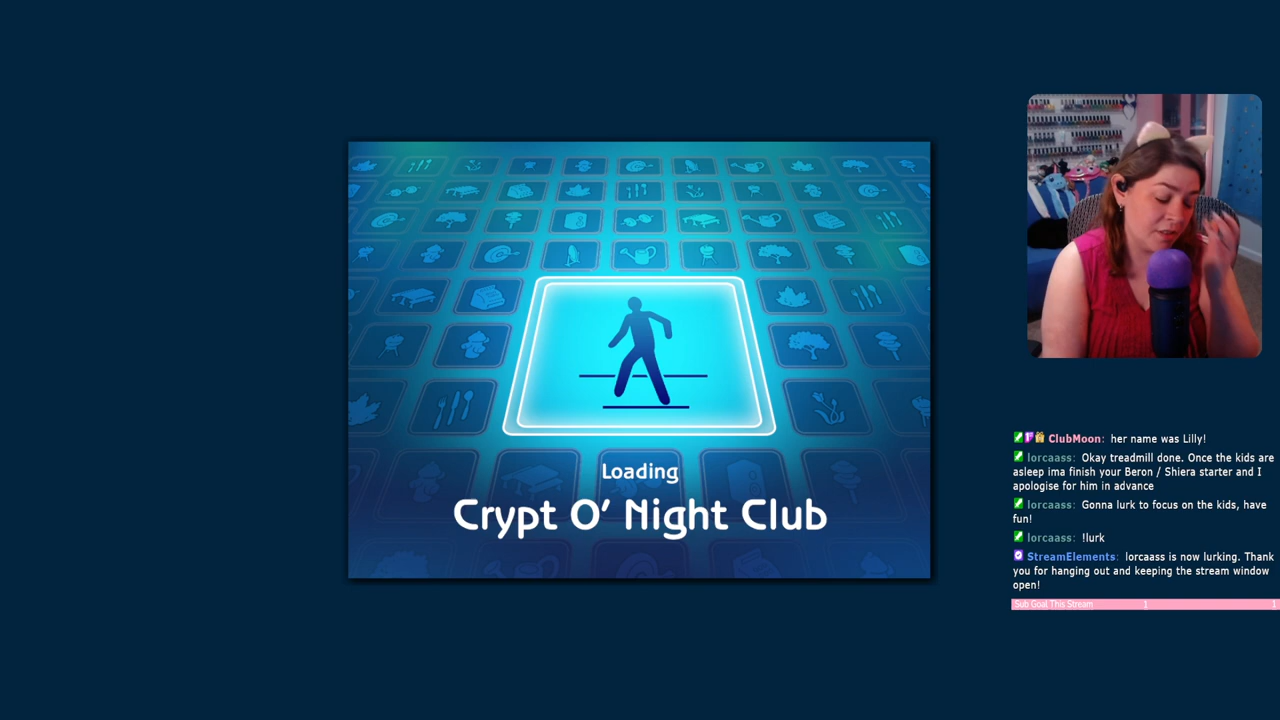 Loading
Crypt O' Night Club
ClubMoon: her name was Lilly!
lorcaass: Okay treadmill done. Once the kids are
asleep ima finish your Beron / Shiera starter and I
apologise for him in advance
lorcaass: Gonna lurk to focus on the kids, have
fun!
lorcaass: !lurk
StreamElements: lorcaass is now lurking. Thank
you for hanging out and keeping the stream window
open!
Sub Goal This Stream 1 1